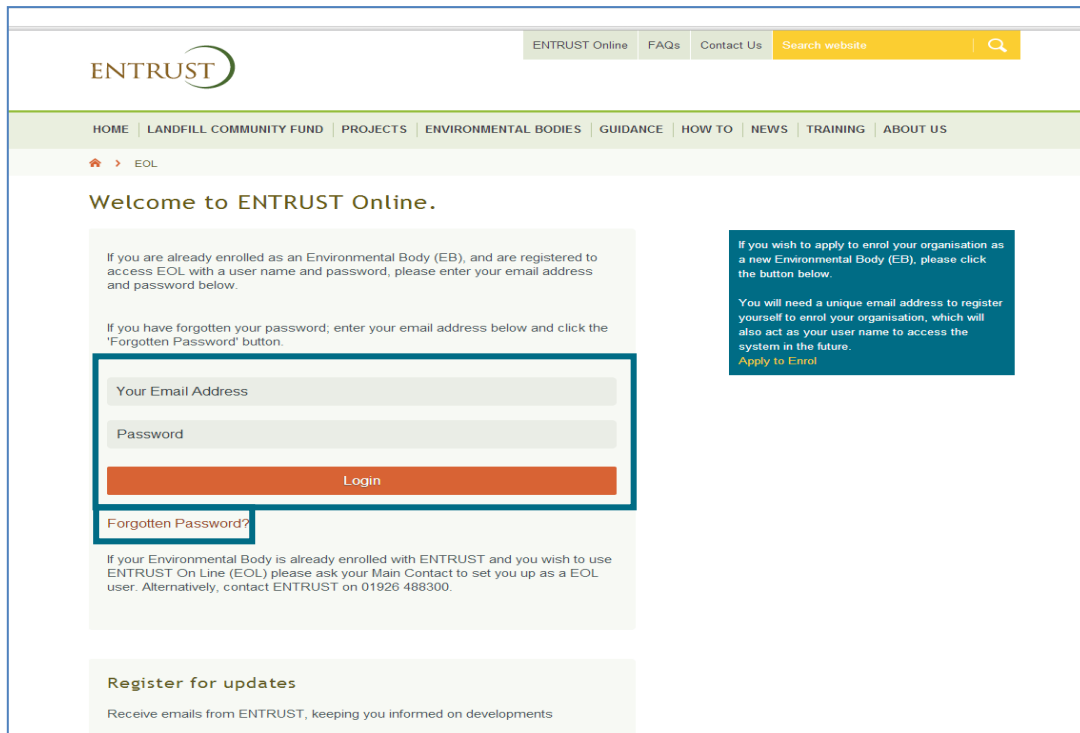 ENTRUST Online FAQs Contact Us Search website
ENTRUST
HOME LANDFILL COMMUNITY FUND PROJECTS ENVIRONMENTAL BODIES GUIDANCE HOW TO NEWS TRAINING ABOUT US
> EOL
Welcome to ENTRUST Online.
If you are already enrolled as an Environmental Body (EB), and are registered to
access EOL with a user name and password, please enter your email address
and password below.
If you have forgotten your password; enter your email address below and click the
'Forgotten Password' button.
Your Email Address
Password
Login
Forgotten Password?
If your Environmental Body is already enrolled with ENTRUST and you wish to use
ENTRUST On Line (EOL) please ask your Main Contact to set you up as a EOL
user. Alternatively, contact ENTRUST on 01926 488300.
If you wish to apply to enrol your organisation as
a new Environmental Body (EB), please click
the button below.
You will need a unique email address to register
yourself to enrol your organisation, which will
also act as your user name to access the
system in the future.
Apply to Enrol
Register for updates
Receive emails from ENTRUST, keeping you informed on developments